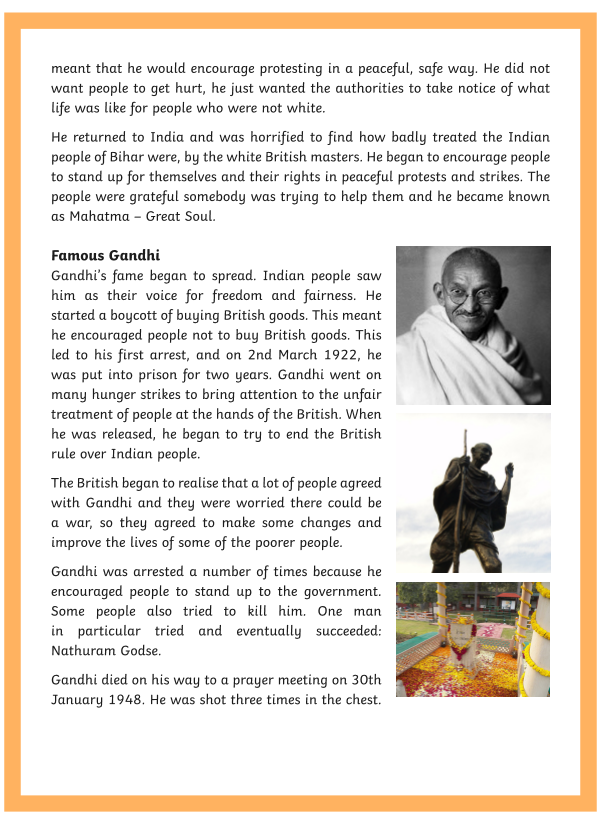 meant that he would encourage protesting in a peaceful, safe way. He did not
want people to get hurt, he just wanted the authorities to take notice of what
life was like for people who were not white.
He returned to India and was horrified to find how badly treated the Indian
people of Bihar were, by the white British masters. He began to encourage people
to stand up for themselves and their rights in peaceful protests and strikes. The
people were grateful somebody was trying to help them and he became known
as Mahatma – Great Soul.
Famous Gandhi
Gandhi's fame began to spread. Indian people saw
him as their voice for freedom and fairness. He
started a boycott of buying British goods. This meant
he encouraged people not to buy British goods. This
led to his first arrest, and on 2nd March 1922, he
was put into prison for two years. Gandhi went on
many hunger strikes to bring attention to the unfair
treatment of people at the hands of the British. When
he was released, he began to try to end the British
rule over Indian people.
The British began to realise that a lot of people agreed
with Gandhi and they were worried there could be
a war, so they agreed to make some changes and
improve the lives of some of the poorer people.
Gandhi was arrested a number of times because he
encouraged people to stand up to the government.
Some people also tried to kill him. One man
in particular tried and eventually succeeded:
Nathuram Godse.
Gandhi died on his way to a prayer meeting on 30th
January 1948. He was shot three times in the chest.